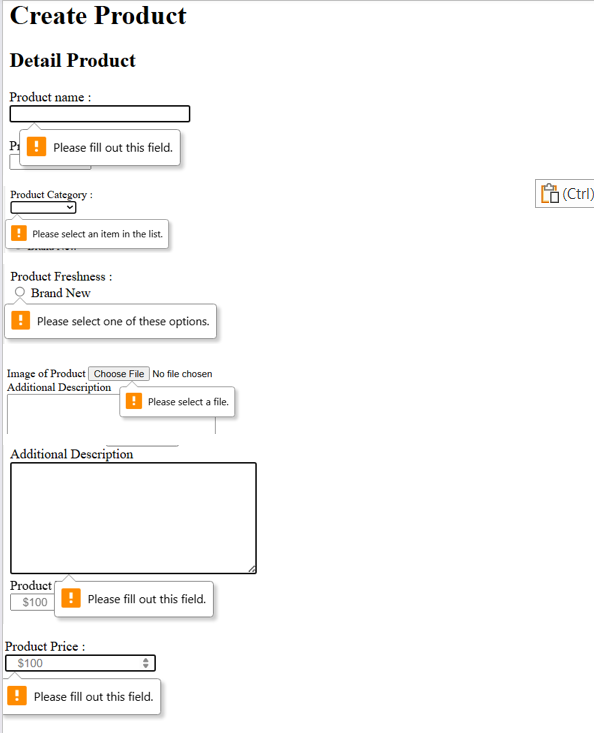 Create Product
Detail Product
Product name :
Please fill out this field.
Product Category :
(Ctrl)
Please select an item in the list.
Product Freshness :
Brand New
Please select one of these options.
Image of Product Choose File No file chosen
Additional Description
Please select a file.
Additional Description
Product
$100
Please fill out this field.
Product Price :
$100
Please fill out this field.